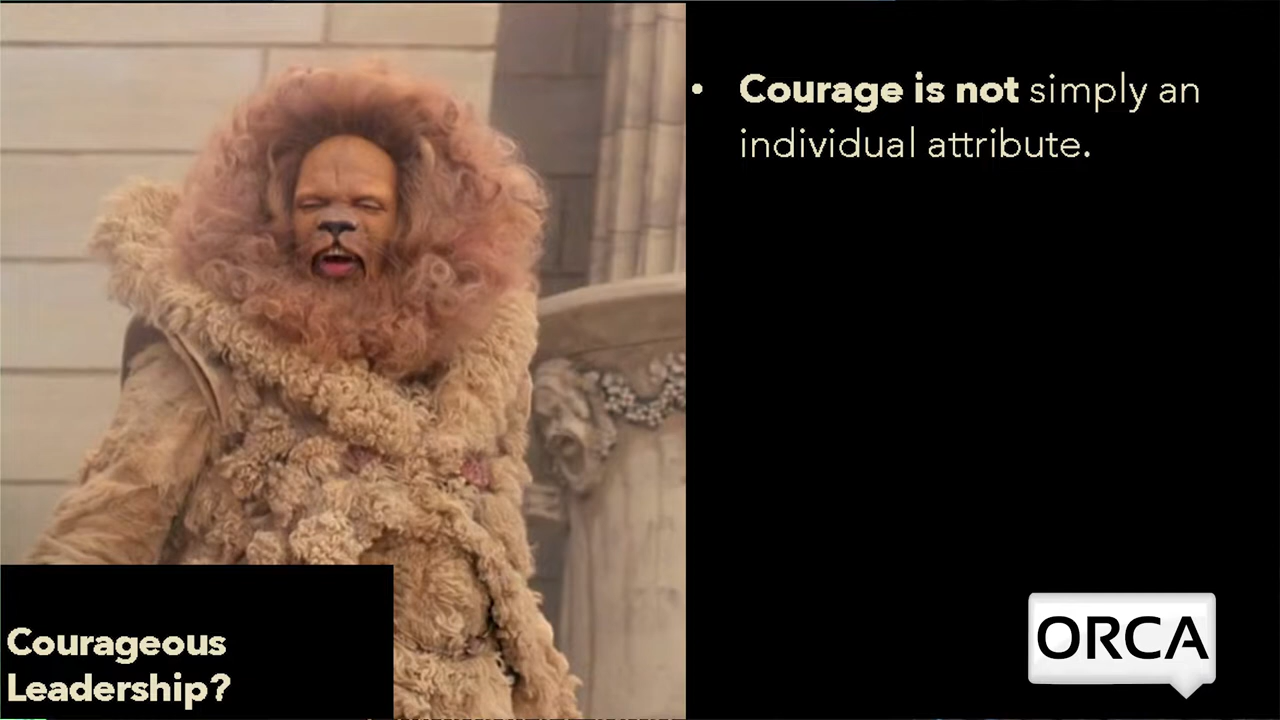 • Courage is not simply an
individual attribute.
Courageous
Leadership?
ORCA